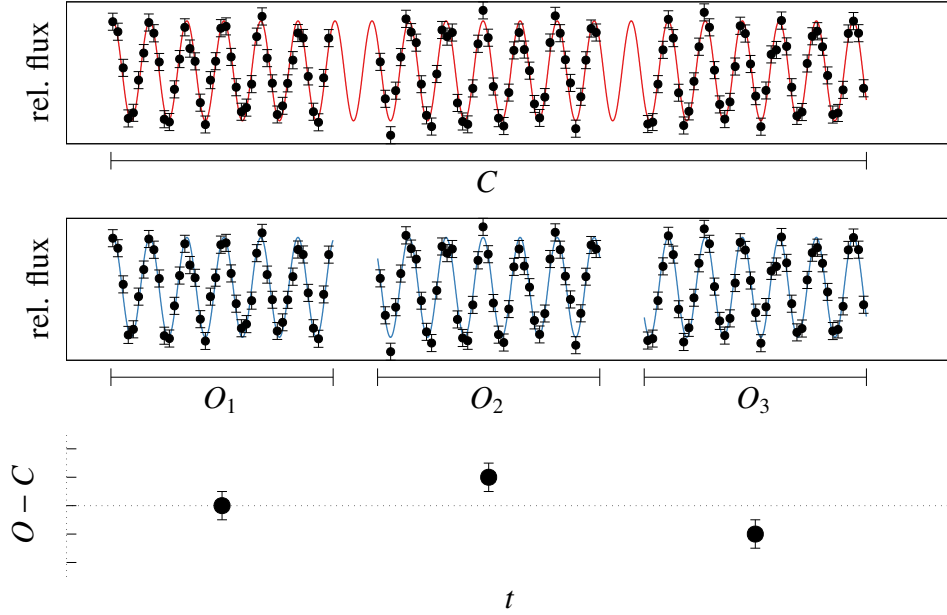 rel. flux
C
rel. flux
O₁ O₂ O₃
O − C
t